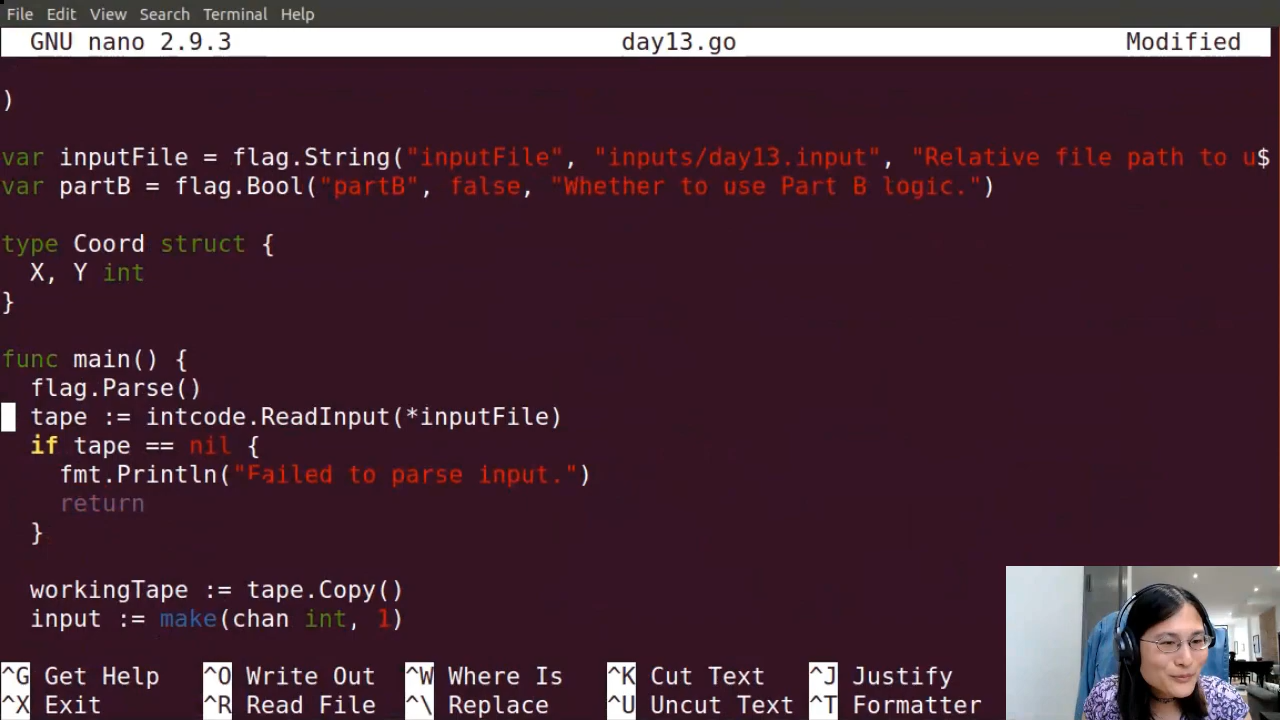 File Edit View Search Terminal Help
GNU nano 2.9.3 day13.go Modified
)
var inputFile = flag.String("inputFile", "inputs/day13.input", "Relative file path to u$
var partB = flag.Bool("partB", false, "Whether to use Part B logic.")
type Coord struct {
X, Y int
}
func main() {
flag.Parse()
tape := intcode.ReadInput(*inputFile)
if tape == nil {
fmt.Println("Failed to parse input.")
return
}
workingTape := tape.Copy()
input := make(chan int, 1)
^G Get Help ^O Write Out ^W Where Is ^K Cut Text ^J Justify
^X Exit ^R Read File ^\ Replace ^U Uncut Text ^T Formatter